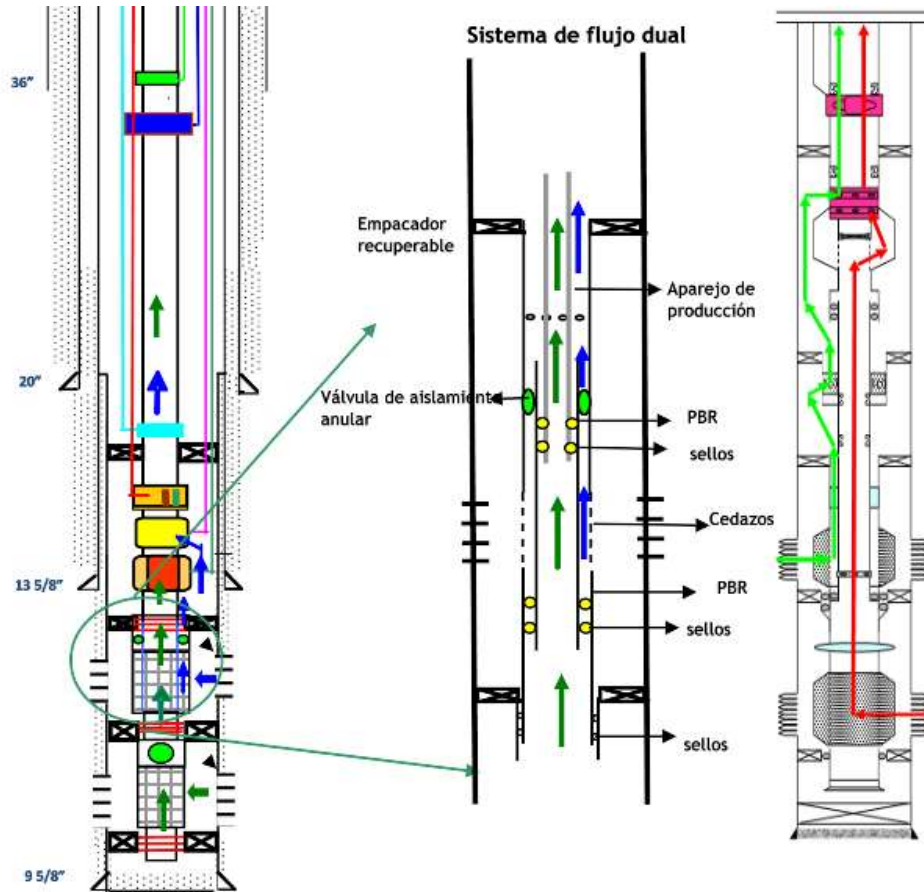 Sistema de flujo dual
36”
Empacador
recuperable
Aparejo de
producción
20”
Válvula de aislamiento
anular
PBR
sellos
Cedazos
13 5/8”
PBR
sellos
sellos
9 5/8”